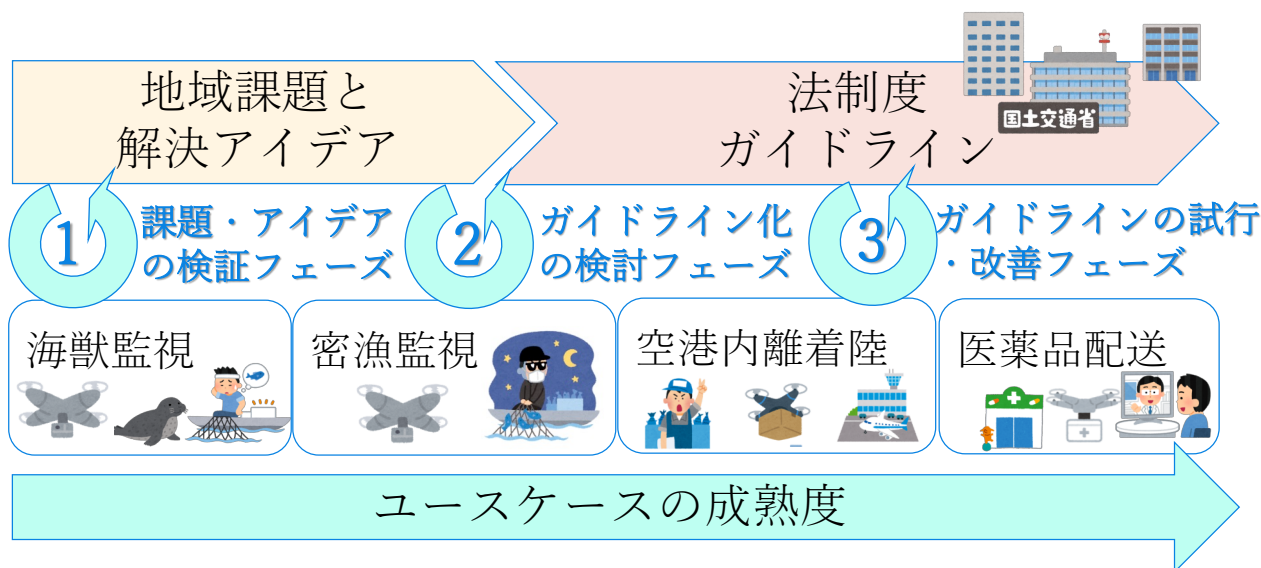 地域課題と
解決アイデア
法制度
ガイドライン
国土交通省
1
課題・アイデア
の検証フェーズ
2
ガイドライン化
の検討フェーズ
3
ガイドラインの試行
・改善フェーズ
海獣監視
密漁監視
空港内離着陸
医薬品配送
ユースケースの成熟度